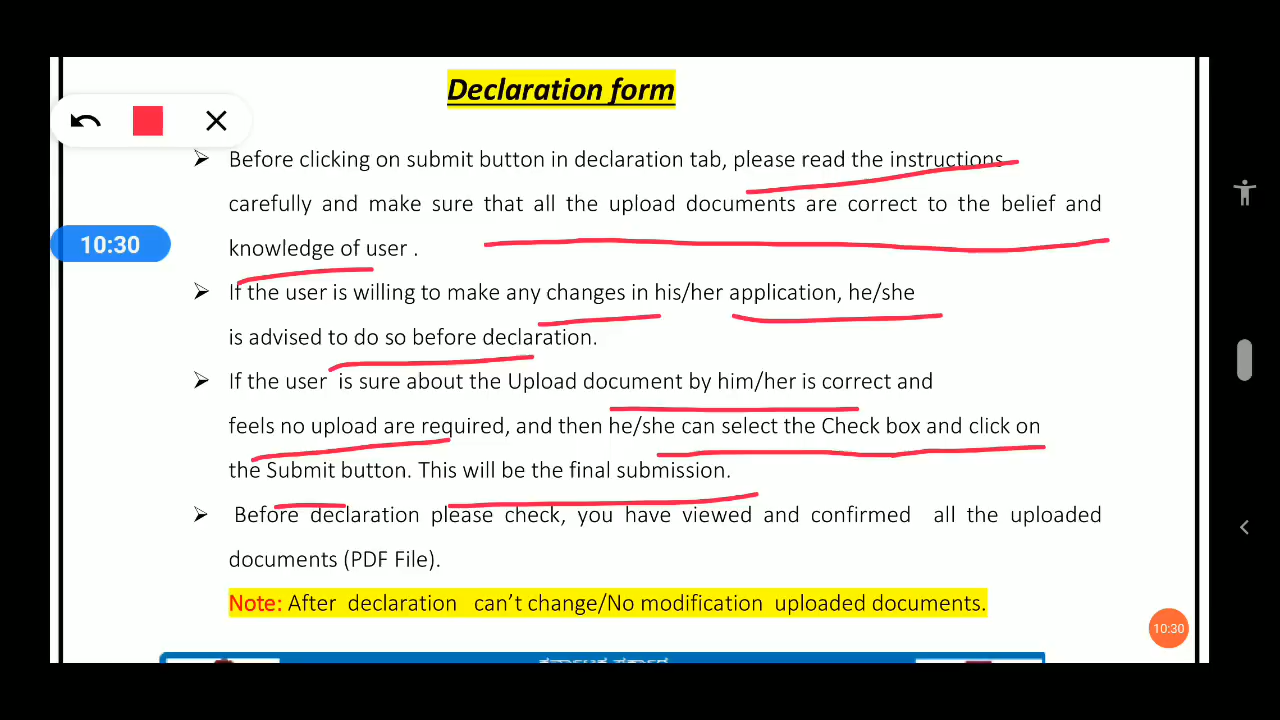 Declaration form
➢ Before clicking on submit button in declaration tab, please read the instructions
carefully and make sure that all the upload documents are correct to the belief and
10:30
knowledge of user .
➢ If the user is willing to make any changes in his/her application, he/she
is advised to do so before declaration.
➢ If the user is sure about the Upload document by him/her is correct and
feels no upload are required, and then he/she can select the Check box and click on
the Submit button. This will be the final submission.
➢ Before declaration please check, you have viewed and confirmed all the uploaded
documents (PDF File).
Note: After declaration can't change/No modification uploaded documents.
10:30